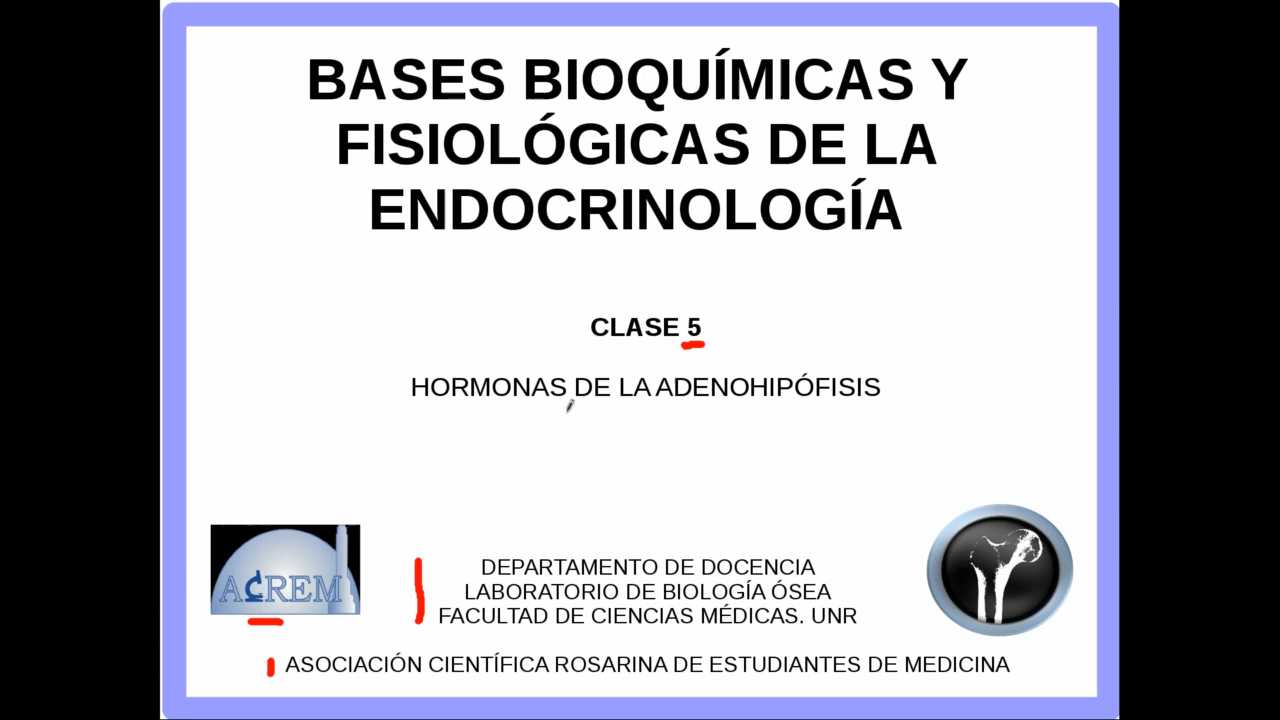 BASES BIOQUÍMICAS Y
FISIOLÓGICAS DE LA
ENDOCRINOLOGÍA
CLASE 5
HORMONAS DE LA ADENOHIPÓFISIS
ACREM
DEPARTAMENTO DE DOCENCIA
LABORATORIO DE BIOLOGÍA ÓSEA
FACULTAD DE CIENCIAS MÉDICAS. UNR
ASOCIACIÓN CIENTÍFICA ROSARINA DE ESTUDIANTES DE MEDICINA